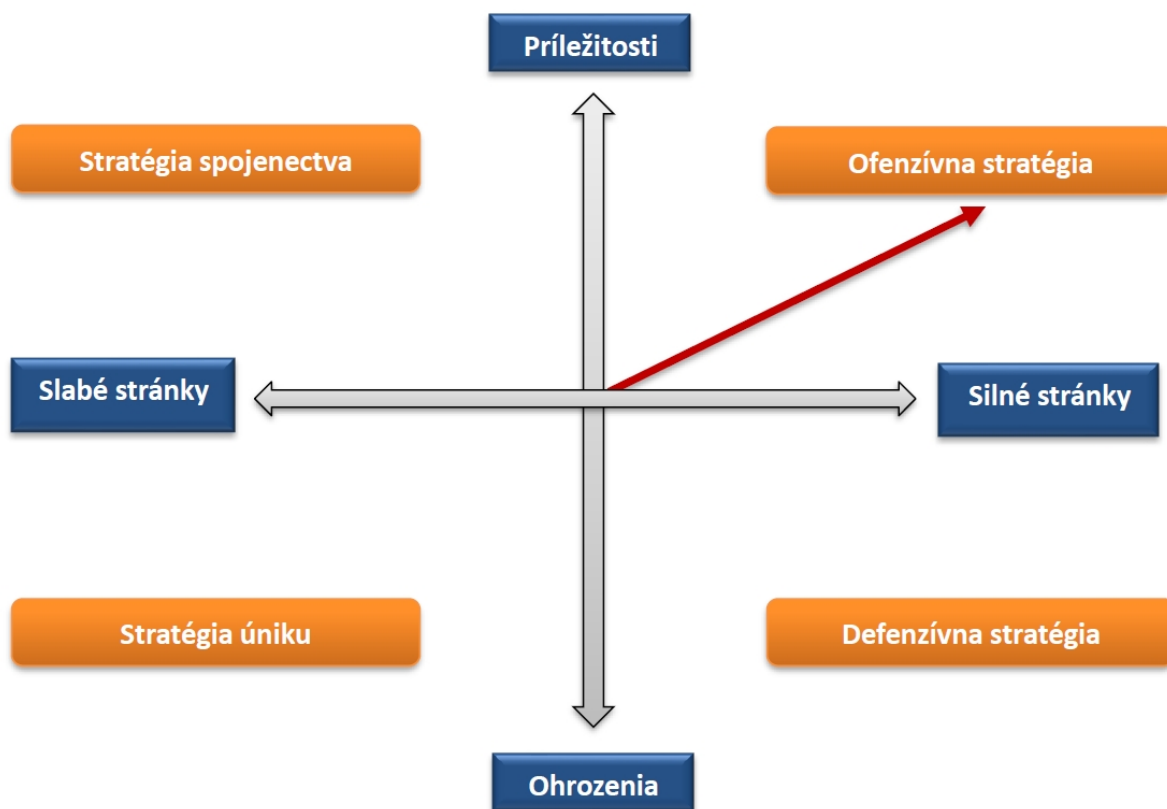 Príležitosti
Stratégia spojenectva
Ofenzívna stratégia
Slabé stránky
Silné stránky
Stratégia úniku
Defenzívna stratégia
Ohrozenia